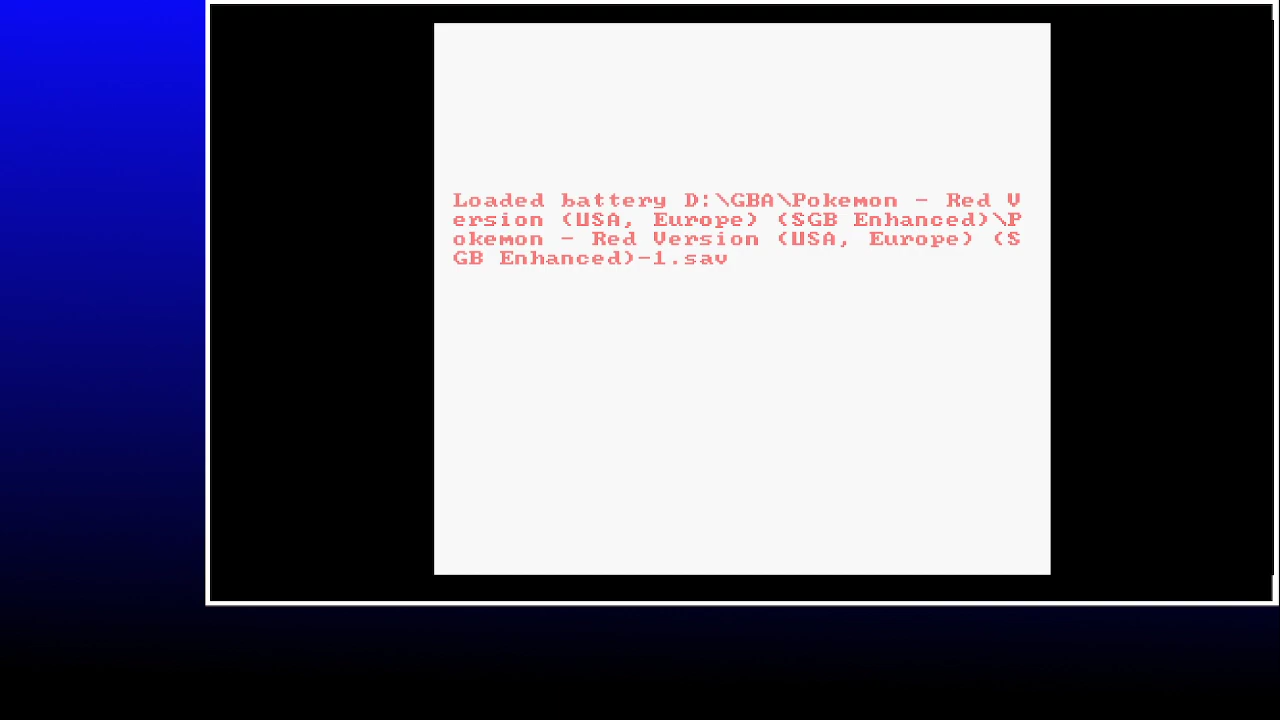 Loaded battery D:\GBA\Pokemon - Red V
ersion (USA, Europe) (SGB Enhanced)\P
okemon - Red Version (USA, Europe) (S
GB Enhanced)-1.sav